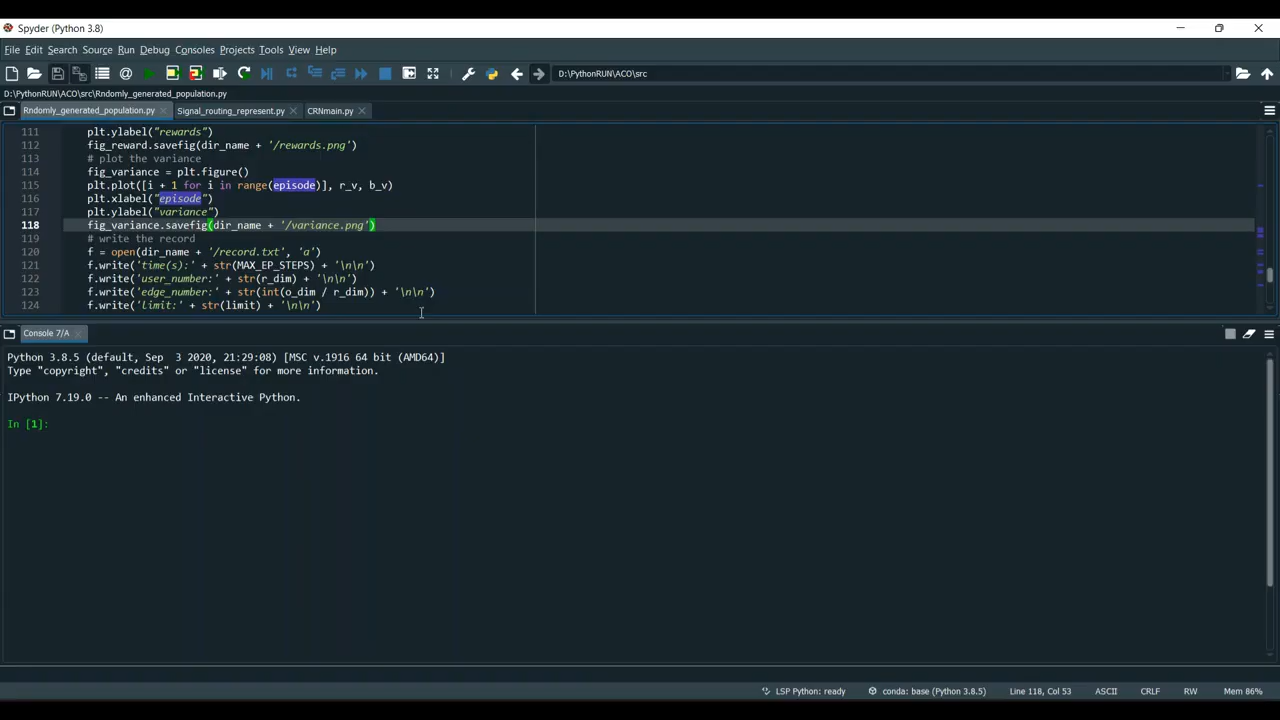 Spyder (Python 3.8)
File Edit Search Source Run Debug Consoles Projects Tools View Help
D:\PythonRUN\ACO\src
D:\PythonRUN\ACO\src\Rndomly_generated_population.py
Rndomly_generated_population.py Signal_routing_represent.py CRNmain.py
111 plt.ylabel("rewards")
112 fig_reward.savefig(dir_name + '/rewards.png')
113 # plot the variance
114 fig_variance = plt.figure()
115 plt.plot([i + 1 for i in range(episode)], r_v, b_v)
116 plt.xlabel("episode")
117 plt.ylabel("variance")
118 fig_variance.savefig(dir_name + '/variance.png')
119 # write the record
120 f = open(dir_name + '/record.txt', 'a')
121 f.write('time(s):' + str(MAX_EP_STEPS) + '\n\n')
122 f.write('user_number:' + str(r_dim) + '\n\n')
123 f.write('edge_number:' + str(int(o_dim / r_dim)) + '\n\n')
124 f.write('limit:' + str(limit) + '\n\n')
Console 7/A
Python 3.8.5 (default, Sep  3 2020, 21:29:08) [MSC v.1916 64 bit (AMD64)]
Type "copyright", "credits" or "license" for more information.
IPython 7.19.0 -- An enhanced Interactive Python.
In [1]:
LSP Python: ready conda: base (Python 3.8.5) Line 118, Col 53 ASCII CRLF RW Mem 86%